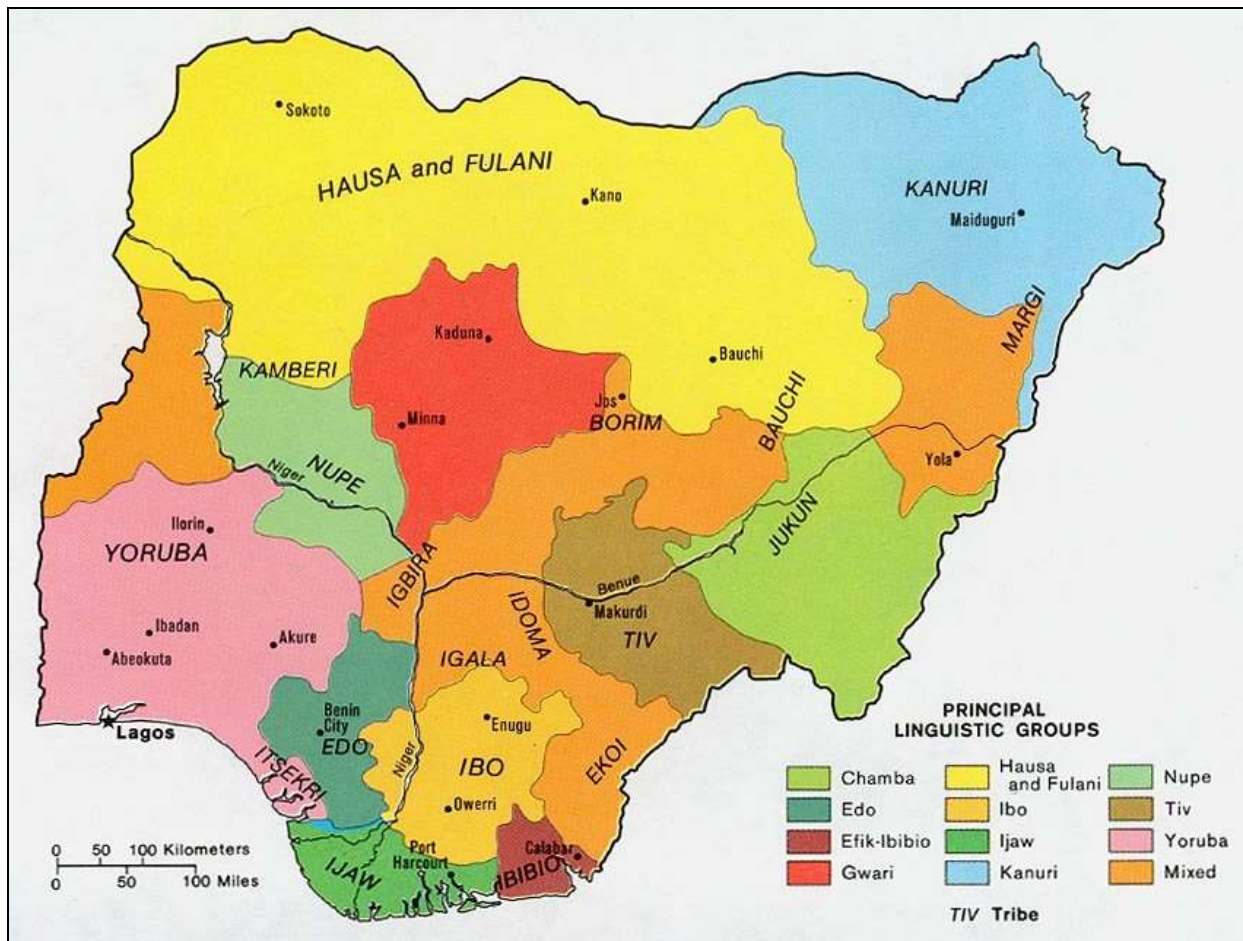 Sokoto
HAUSA and FULANI
Kano
KANURI
Maiduguri
MARGI
Kaduna
KAMBERI
Bauchi
BAUCHI
Jos
BORIM
Minna
Yola
Niger
NUPE
Ilorin
YORUBA
JUKUN
IGBIRA
Benue
Makurdi
IDOMA
TIV
Ibadan
Abeokuta
Akure
IGALA
Lagos
Benin
City
EDO
Enugu
Niger
IBO
EKOI
ITSEKRI
Owerri
Port
Harcourt
Calabar
IJAW
IBIBIO
PRINCIPAL
LINGUISTIC GROUPS
Chamba
Edo
Efik-Ibibio
Gwari
Hausa
and Fulani
Ibo
Ijaw
Kanuri
Nupe
Tiv
Yoruba
Mixed
TIV Tribe
0 50 100 Kilometers
0 50 100 Miles